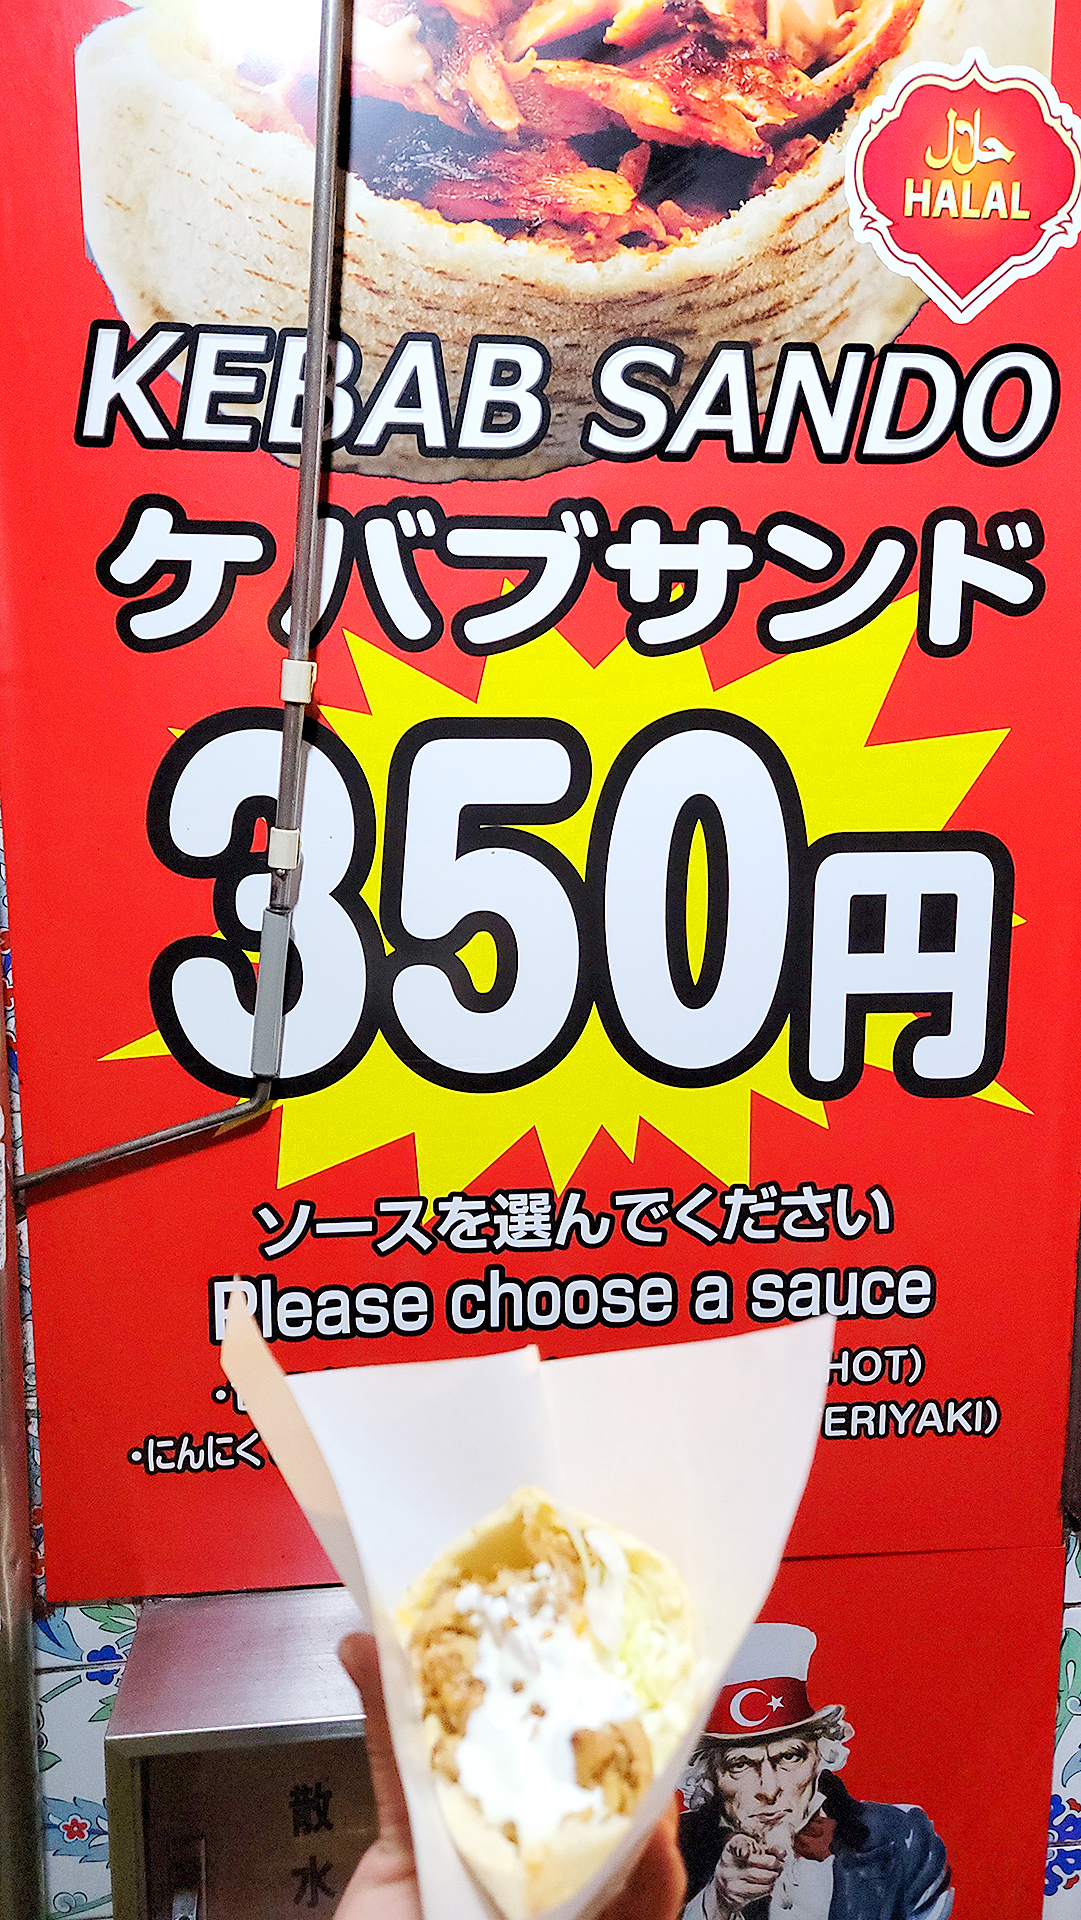 حلال
HALAL
KEBAB SANDO
ケバブサンド
350円
ソースを選んでください
Please choose a sauce
HOT)
ERIYAKI)
・にんにく
散水